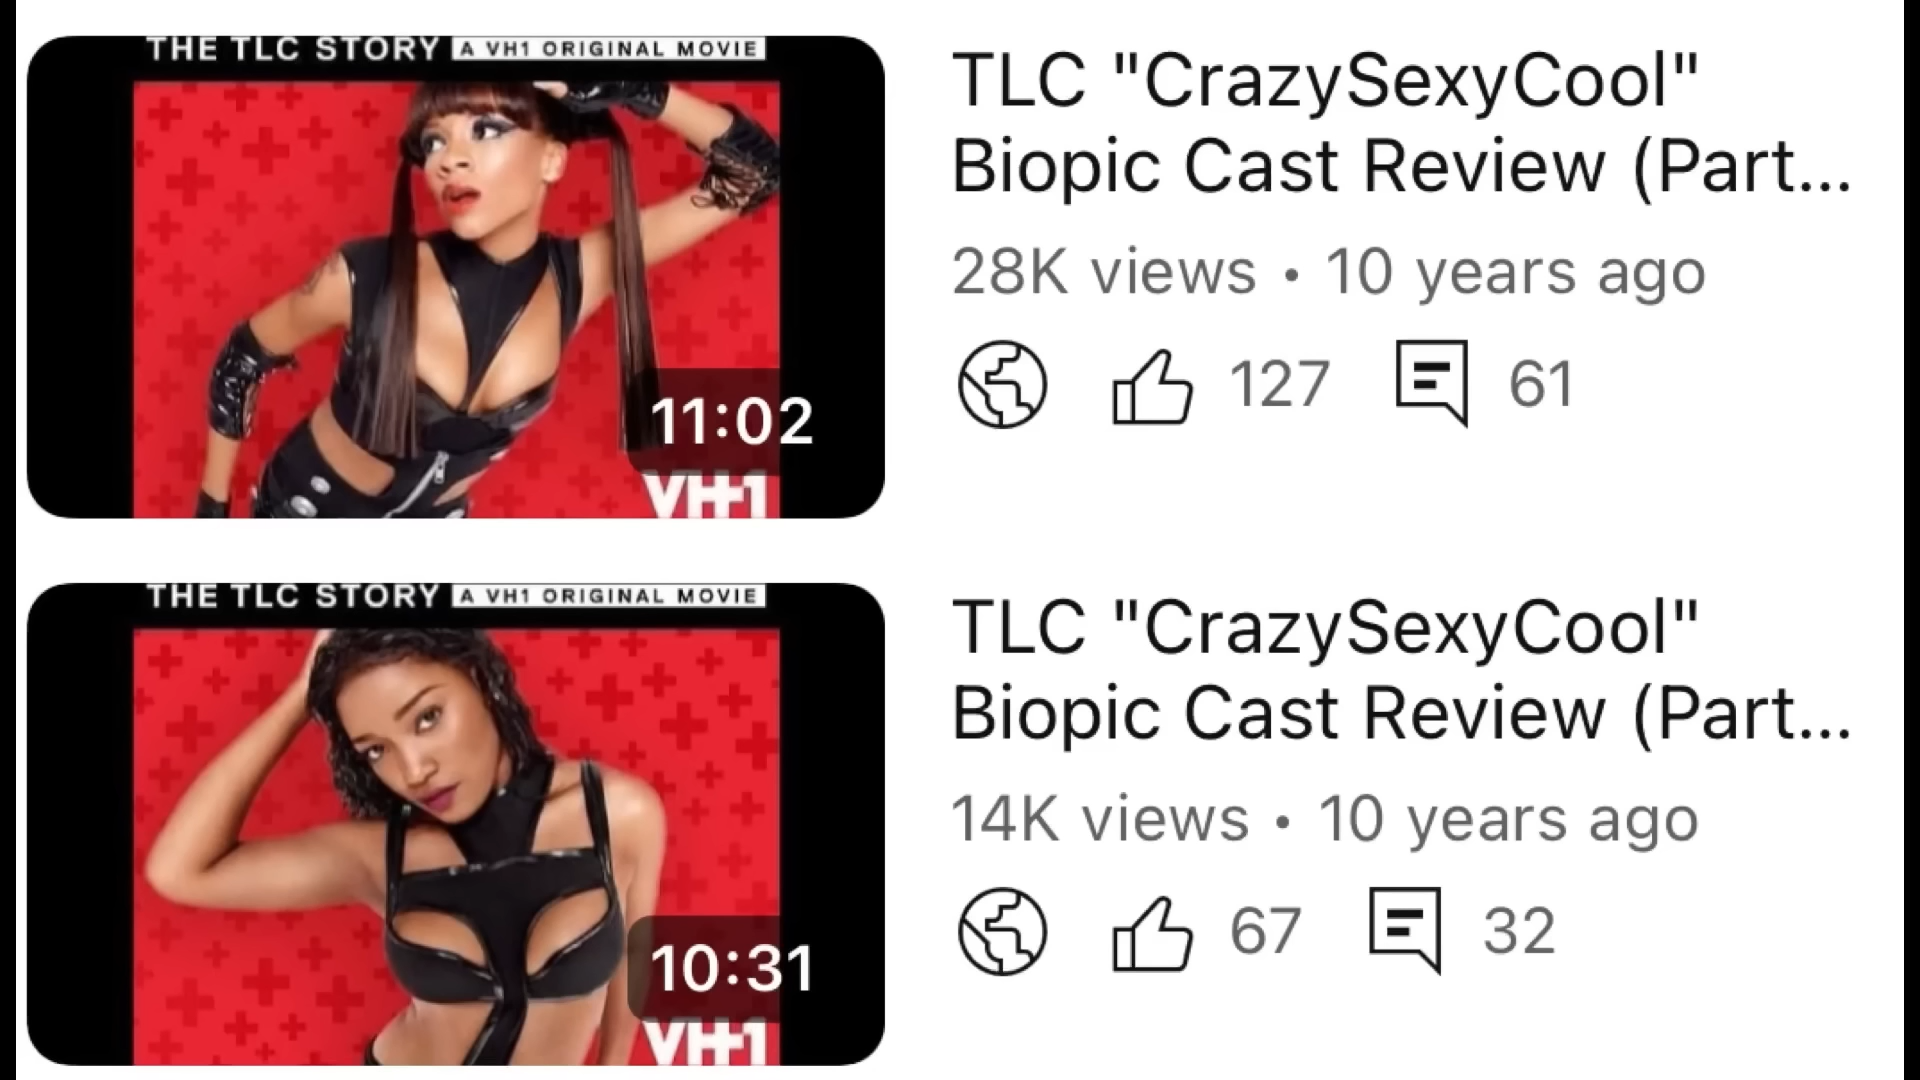 THE TLC STORY A VH1 ORIGINAL MOVIE
11:02
VH1
TLC "CrazySexyCool"
Biopic Cast Review (Part...
28K views • 10 years ago
127 61
THE TLC STORY A VH1 ORIGINAL MOVIE
10:31
VH1
TLC "CrazySexyCool"
Biopic Cast Review (Part...
14K views • 10 years ago
67 32